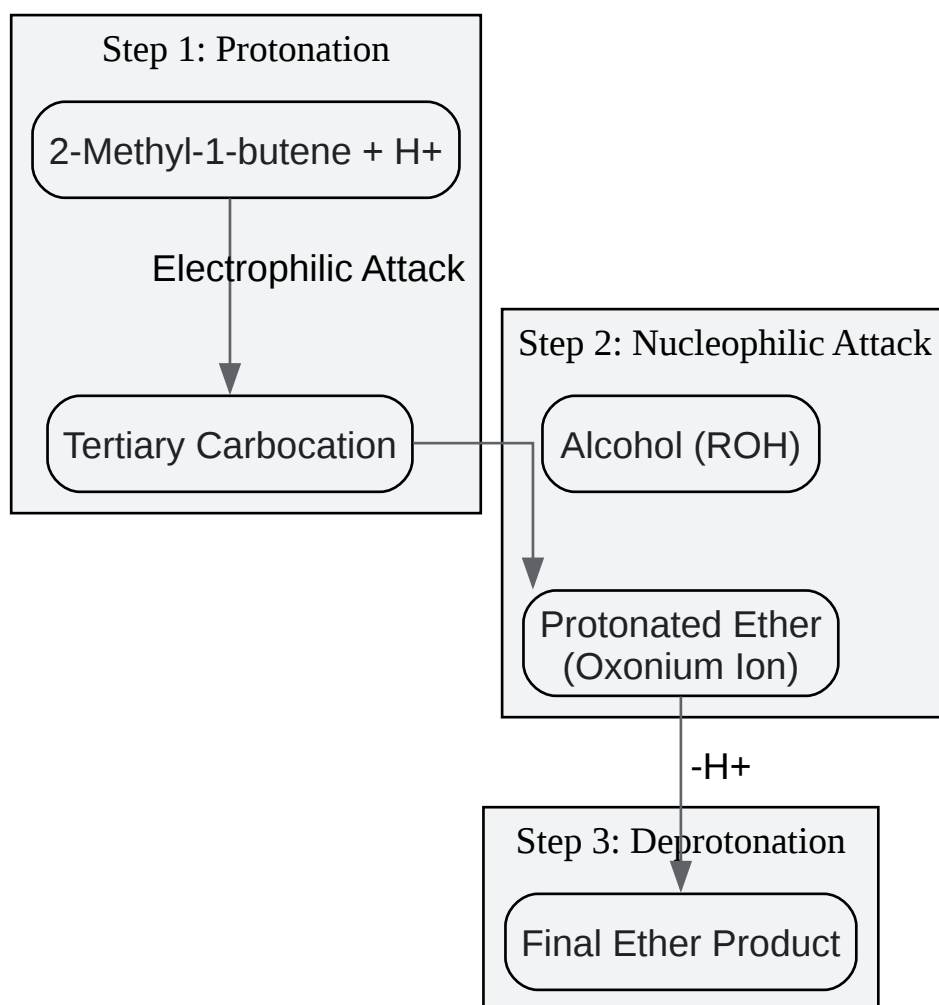 Step 1: Protonation
2-Methyl-1-butene + H+
Electrophilic Attack
Tertiary Carbocation
Step 2: Nucleophilic Attack
Alcohol (ROH)
Protonated Ether
(Oxonium Ion)
-H+
Step 3: Deprotonation
Final Ether Product